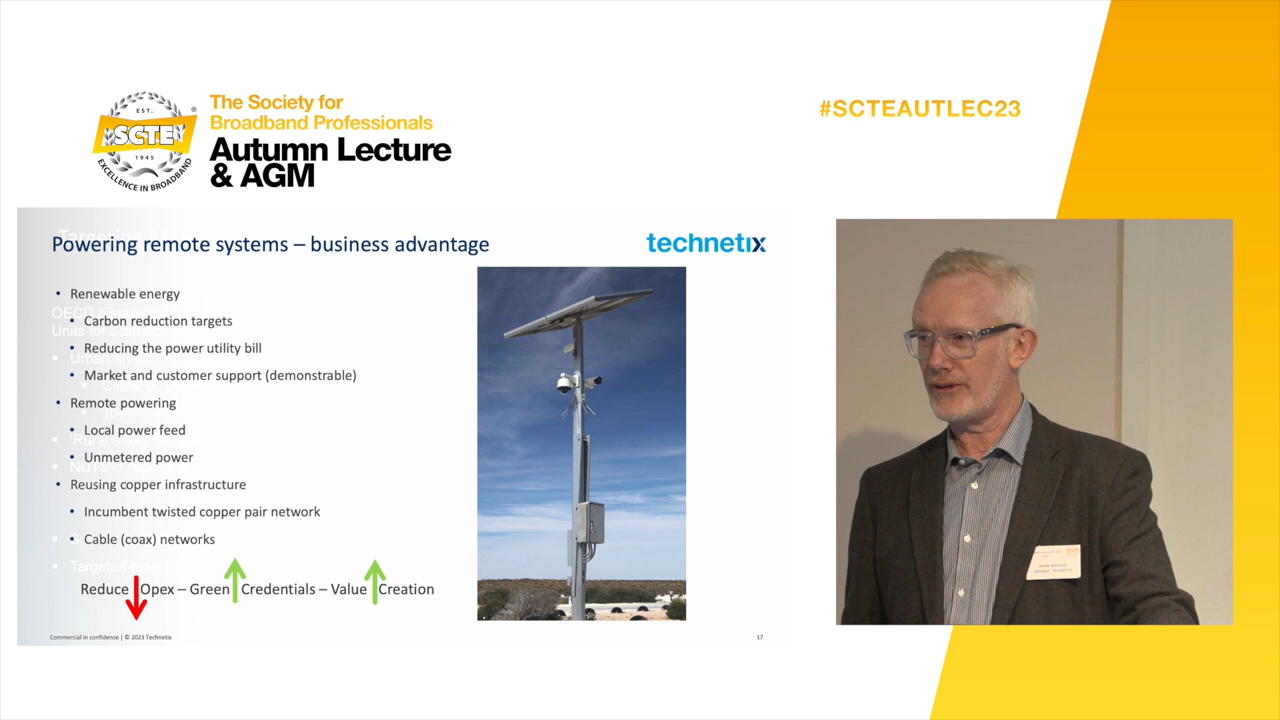 EST.
SCTE
®
1945
EXCELLENCE IN BROADBAND
The Society for
Broadband Professionals
Autumn Lecture
& AGM
#SCTEAUTLEC23
Powering remote systems – business advantage
technetix
• Renewable energy
• Carbon reduction targets
• Reducing the power utility bill
• Market and customer support (demonstrable)
• Remote powering
• Local power feed
• Unmetered power
• Reusing copper infrastructure
• Incumbent twisted copper pair network
• Cable (coax) networks
Reduce Opex – Green Credentials – Value Creation
Commercial in confidence | © 2023 Technetix
17